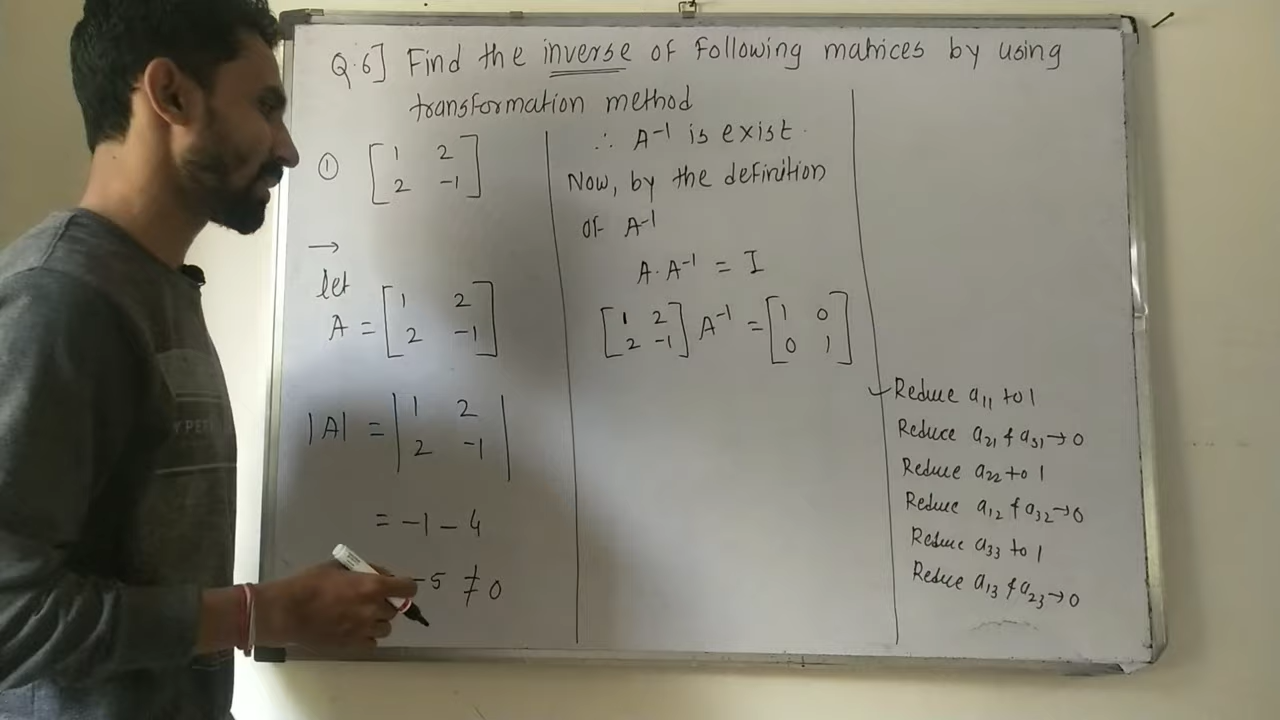 Q.6] Find the inverse of following matrices by using
transformation method
① [1 2
2 -1]
→
let
A = [1 2
2 -1]
|A| = |1 2
2 -1|
= -1 - 4
-5 ≠ 0
∴ A⁻¹ is exist.
Now, by the definition
of A⁻¹
A.A⁻¹ = I
[1 2
2 -1] A⁻¹ = [1 0
0 1]
Reduce a₁₁ to 1
Reduce a₂₁ & a₃₁ → 0
Reduce a₂₂ to 1
Reduce a₁₂ & a₃₂ → 0
Reduce a₃₃ to 1
Reduce a₁₃ & a₂₃ → 0